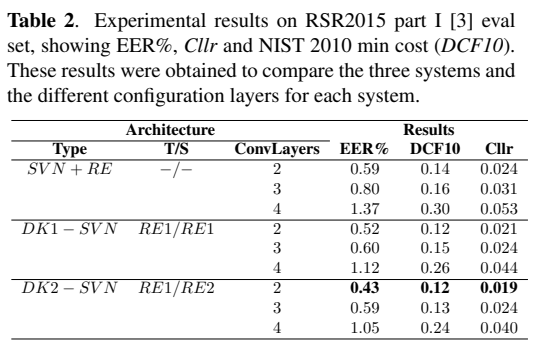 Table 2. Experimental results on RSR2015 part I [3] eval
set, showing EER%, Cllr and NIST 2010 min cost (DCF10).
These results were obtained to compare the three systems and
the different configuration layers for each system.
Architecture Results
Type T/S ConvLayers EER% DCF10 Cllr
SVN + RE −/− 2 0.59 0.14 0.024
3 0.80 0.16 0.031
4 1.37 0.30 0.053
DK1 − SVN RE1/RE1 2 0.52 0.12 0.021
3 0.60 0.15 0.024
4 1.12 0.26 0.044
DK2 − SVN RE1/RE2 2 0.43 0.12 0.019
3 0.59 0.13 0.024
4 1.05 0.24 0.040